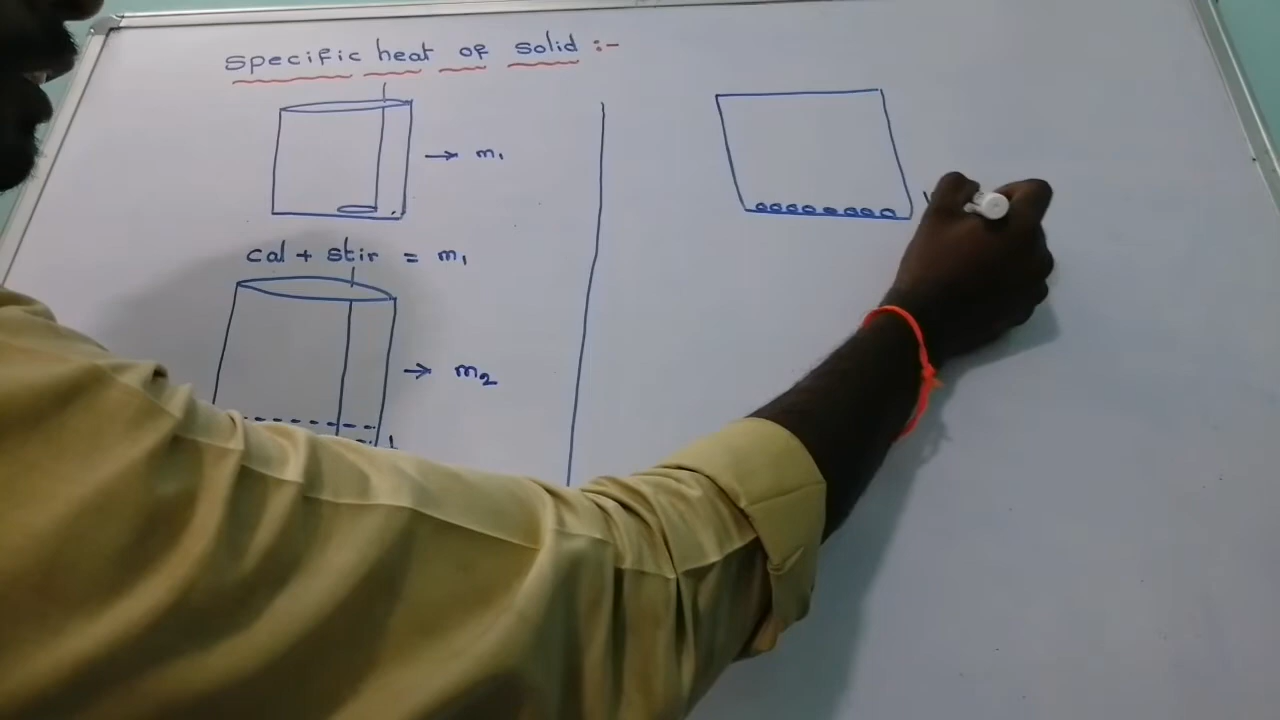 specific heat of solid :-
→ m₁
cal + stir = m₁
→ m₂